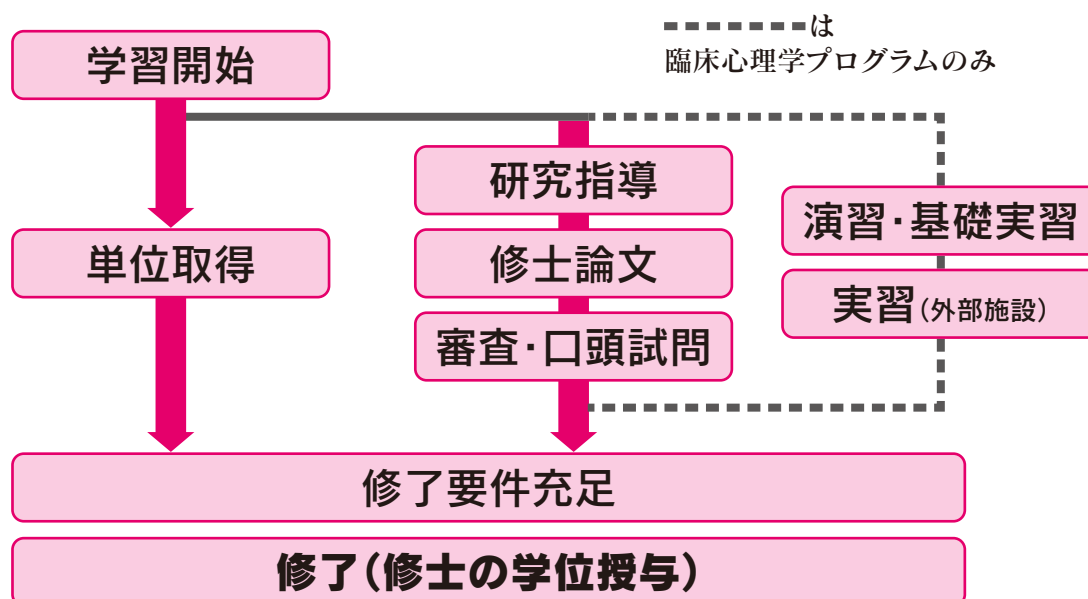 は
臨床心理学プログラムのみ
学習開始
単位取得
研究指導
修士論文
審査・口頭試問
演習・基礎実習
実習(外部施設)
修了要件充足
修了(修士の学位授与)